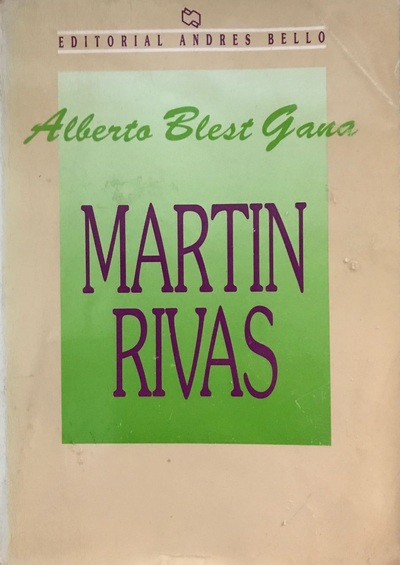 EDITORIAL ANDRES BELLO
Alberto Blest Gana
MARTIN
RIVAS